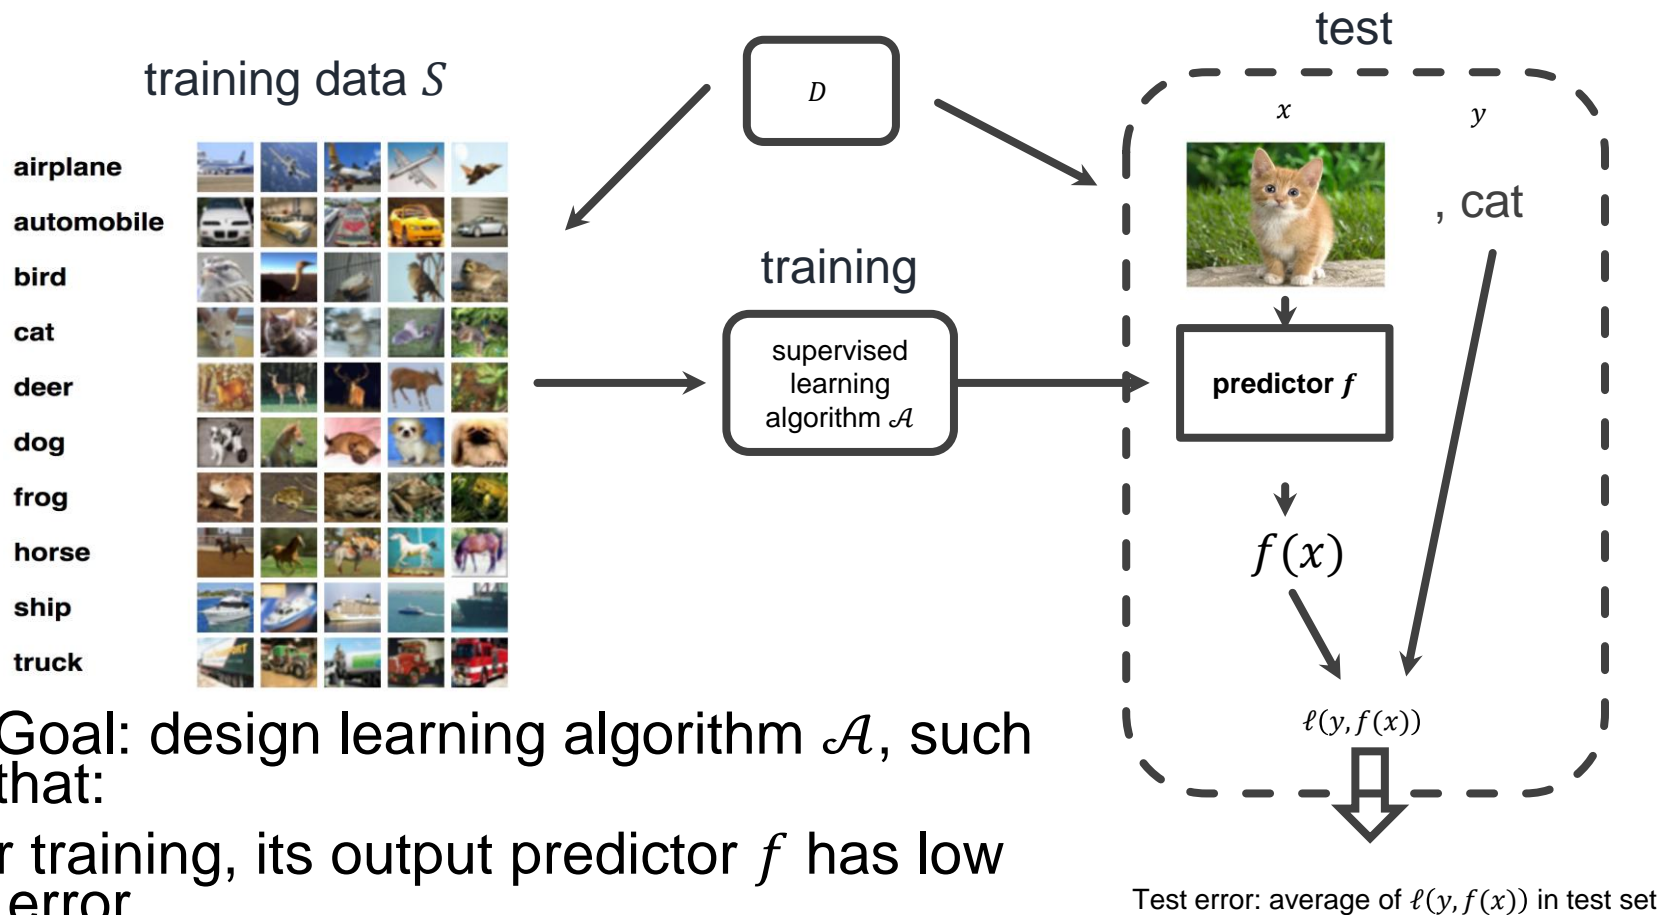 training data S
airplane
automobile
bird
cat
deer
dog
frog
horse
ship
truck
D
training
supervised
learning
algorithm 𝒜
test
x
y
, cat
predictor f
f(x)
ℓ(y, f(x))
Test error: average of ℓ(y, f(x)) in test set
Goal: design learning algorithm 𝒜, such
that:
r training, its output predictor f has low
error